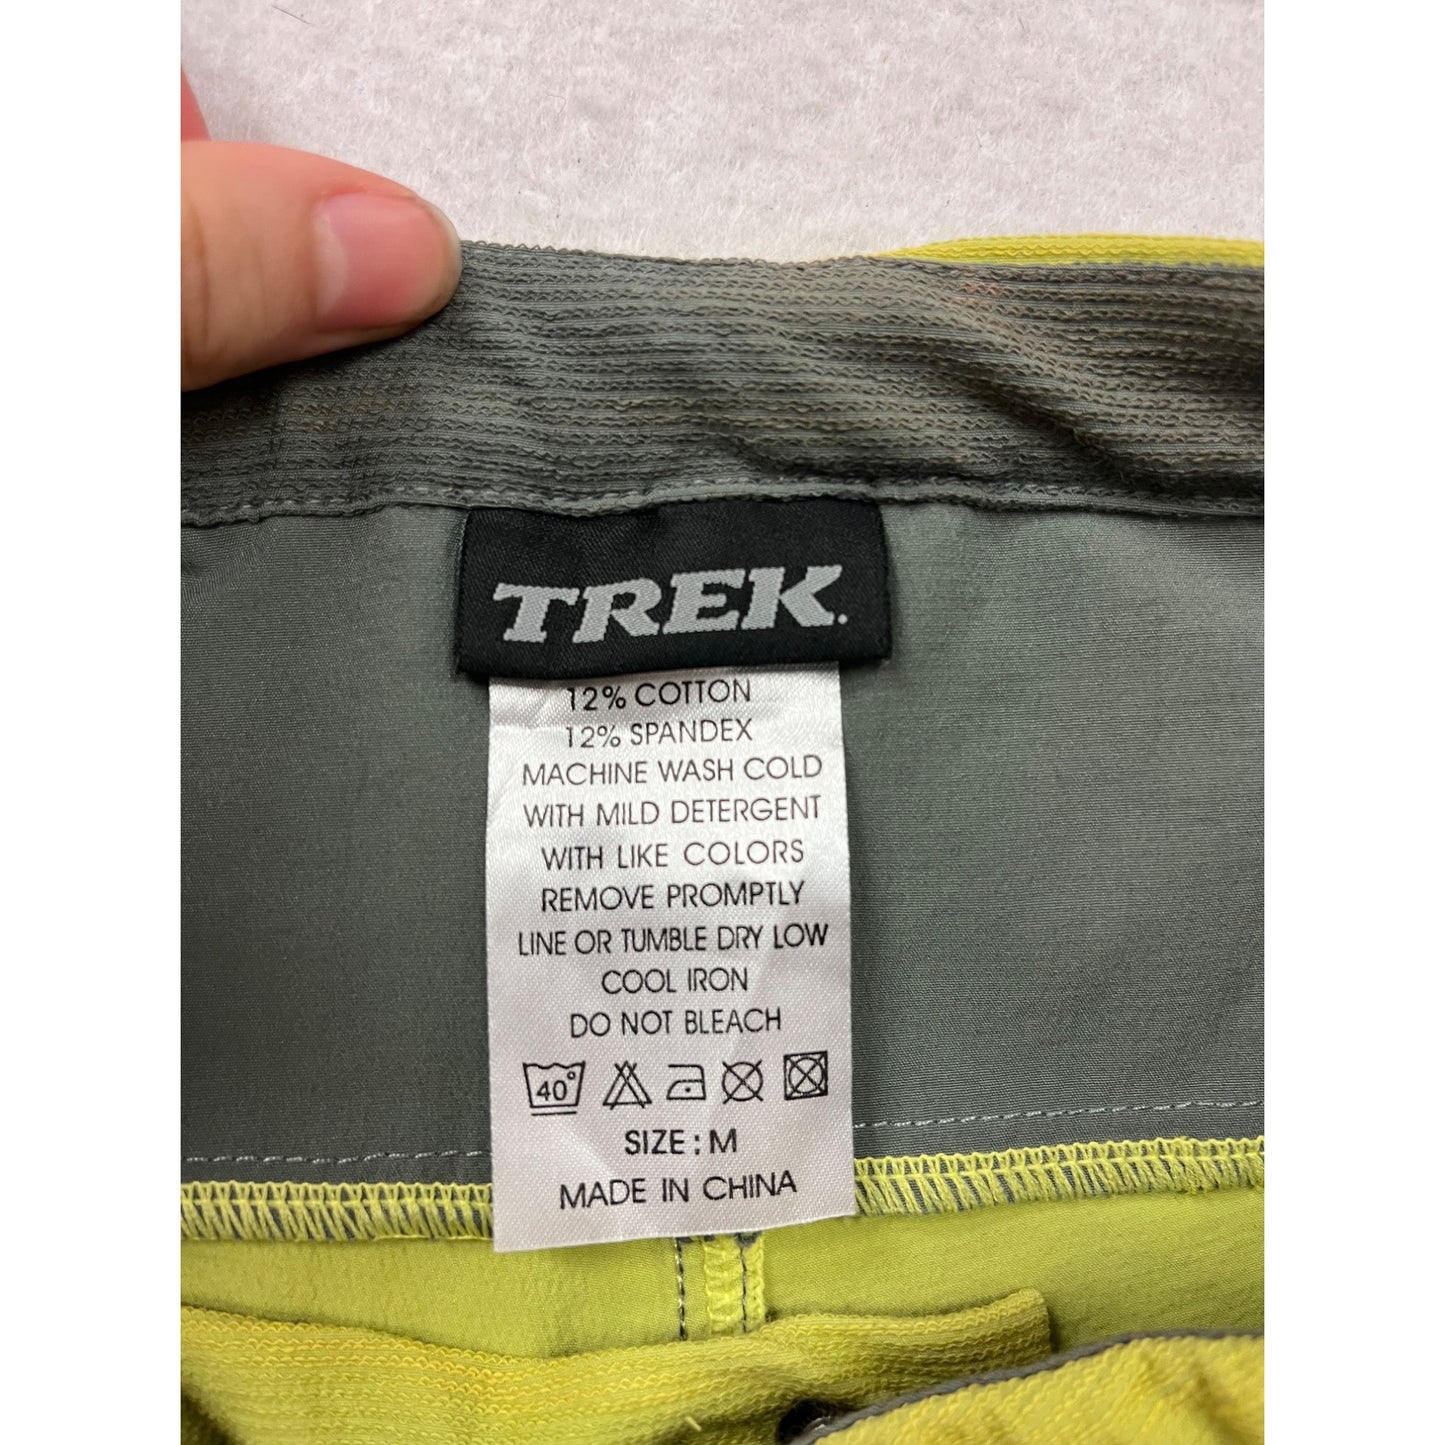 TREK.
12% COTTON
12% SPANDEX
MACHINE WASH COLD
WITH MILD DETERGENT
WITH LIKE COLORS
REMOVE PROMPTLY
LINE OR TUMBLE DRY LOW
COOL IRON
DO NOT BLEACH
40°
SIZE : M
MADE IN CHINA